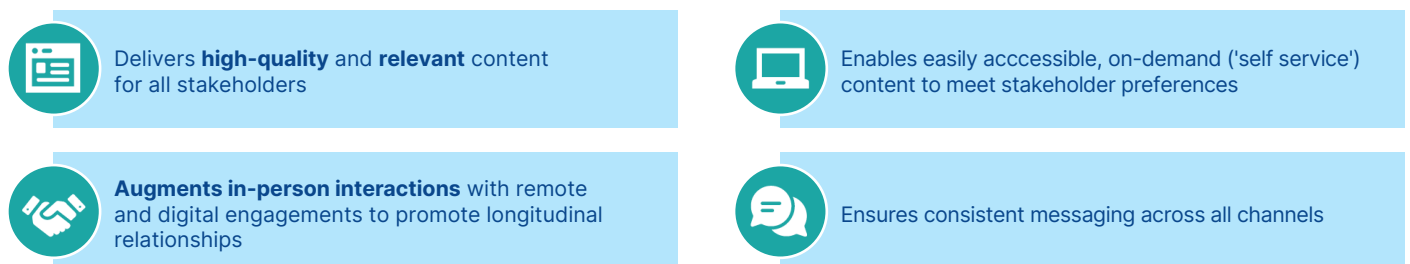 Delivers high-quality and relevant content
for all stakeholders
Enables easily acccessible, on-demand ('self service')
content to meet stakeholder preferences
Augments in-person interactions with remote
and digital engagements to promote longitudinal
relationships
Ensures consistent messaging across all channels